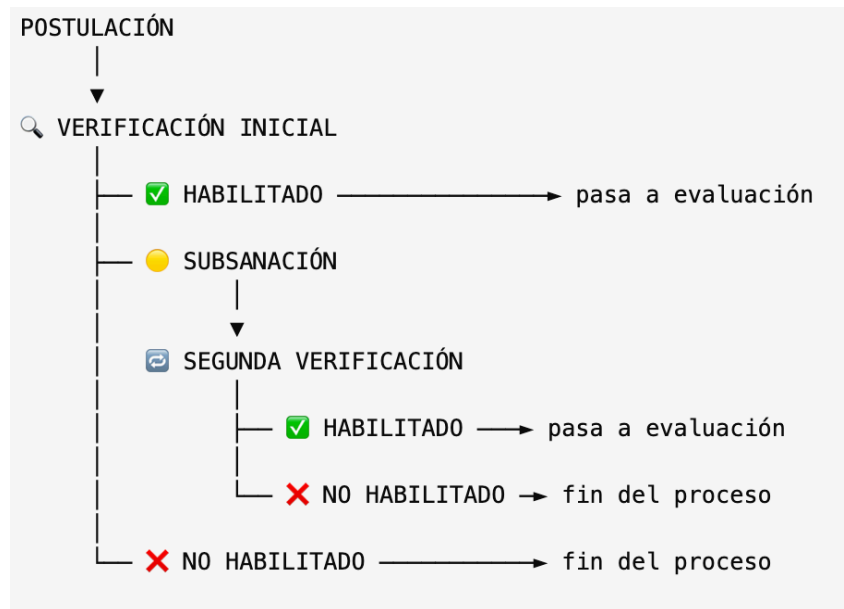 POSTULACIÓN
🔍 VERIFICACIÓN INICIAL
✅ HABILITADO ► pasa a evaluación
🟡 SUBSANACIÓN
🔁 SEGUNDA VERIFICACIÓN
✅ HABILITADO ► pasa a evaluación
❌ NO HABILITADO ► fin del proceso
❌ NO HABILITADO ► fin del proceso